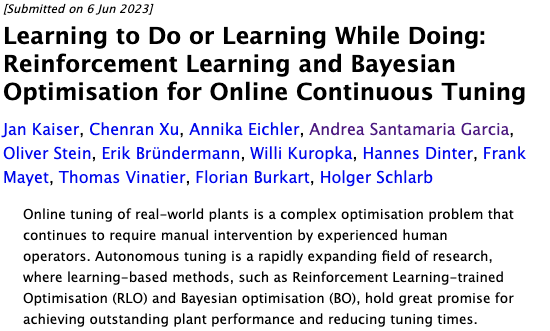 [Submitted on 6 Jun 2023]
Learning to Do or Learning While Doing:
Reinforcement Learning and Bayesian
Optimisation for Online Continuous Tuning
Jan Kaiser, Chenran Xu, Annika Eichler, Andrea Santamaria Garcia,
Oliver Stein, Erik Bründermann, Willi Kuropka, Hannes Dinter, Frank
Mayet, Thomas Vinatier, Florian Burkart, Holger Schlarb
Online tuning of real-world plants is a complex optimisation problem that
continues to require manual intervention by experienced human
operators. Autonomous tuning is a rapidly expanding field of research,
where learning-based methods, such as Reinforcement Learning-trained
Optimisation (RLO) and Bayesian optimisation (BO), hold great promise for
achieving outstanding plant performance and reducing tuning times.